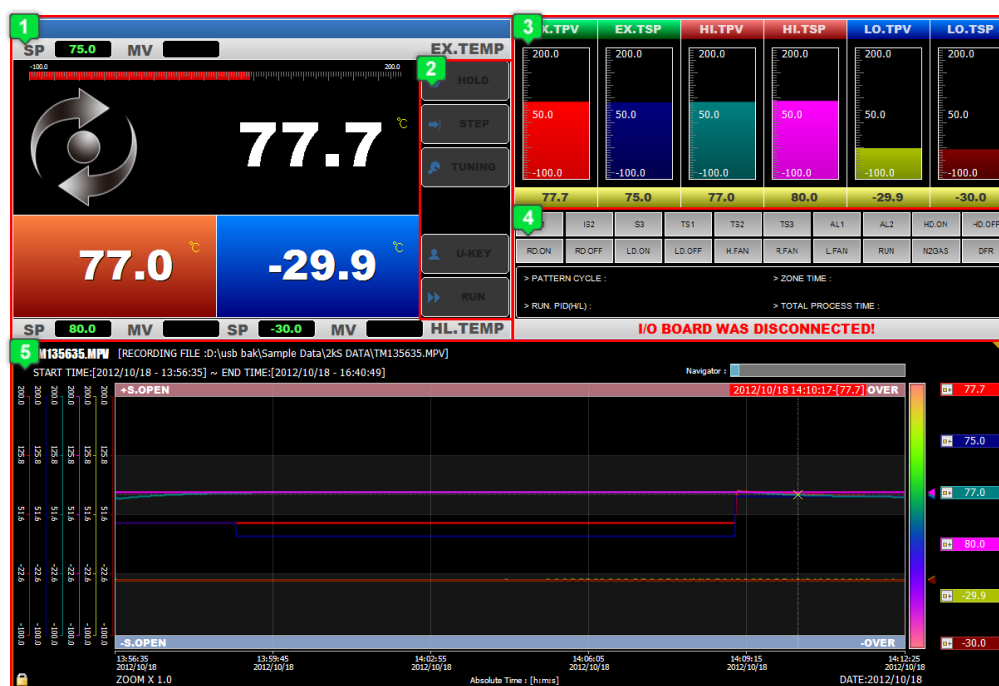 1
SP 75.0 MV EX.TEMP
-100.0 200.0
77.7 ℃
77.0 ℃
-29.9 ℃
SP 80.0 MV SP -30.0 MV HL.TEMP
2
HOLD
STEP
TUNING
U-KEY
RUN
3
.TPV EX.TSP HI.TPV HI.TSP LO.TPV LO.TSP
200.0 200.0 200.0 200.0 200.0 200.0
50.0 50.0 50.0 50.0 50.0 50.0
-100.0 -100.0 -100.0 -100.0 -100.0 -100.0
77.7 75.0 77.0 80.0 -29.9 -30.0
4
IS2 S3 TS1 TS2 TS3 AL1 AL2 HD.ON HD.OFF
RD.ON RD.OFF LD.ON LD.OFF H.FAN R.FAN L.FAN RUN N2GAS DFR
> PATTERN CYCLE : > ZONE TIME :
> RUN. PID(H/L) : > TOTAL PROCESS TIME :
I/O BOARD WAS DISCONNECTED!
5
M135635.MPV [RECORDING FILE :D:\usb bak\Sample Data\2kS DATA\TM135635.MPV]
START TIME:[2012/10/18 - 13:56:35] ~ END TIME:[2012/10/18 - 16:40:49] Navigator :
+S.OPEN 2012/10/18 14:10:17-[77.7] OVER
200.0 200.0 200.0 200.0 200.0 200.0
125.8 125.8 125.8 125.8 125.8 125.8
51.6 51.6 51.6 51.6 51.6 51.6
-22.6 -22.6 -22.6 -22.6 -22.6 -22.6
-100.0 -100.0 -100.0 -100.0 -100.0 -100.0
77.7
75.0
77.0
80.0
-29.9
-30.0
-S.OPEN -OVER
13:56:35 13:59:45 14:02:55 14:06:05 14:09:15 14:12:25
2012/10/18 2012/10/18 2012/10/18 2012/10/18 2012/10/18 2012/10/18
ZOOM X 1.0 Absolute Time : [h:m:s] DATE:2012/10/18